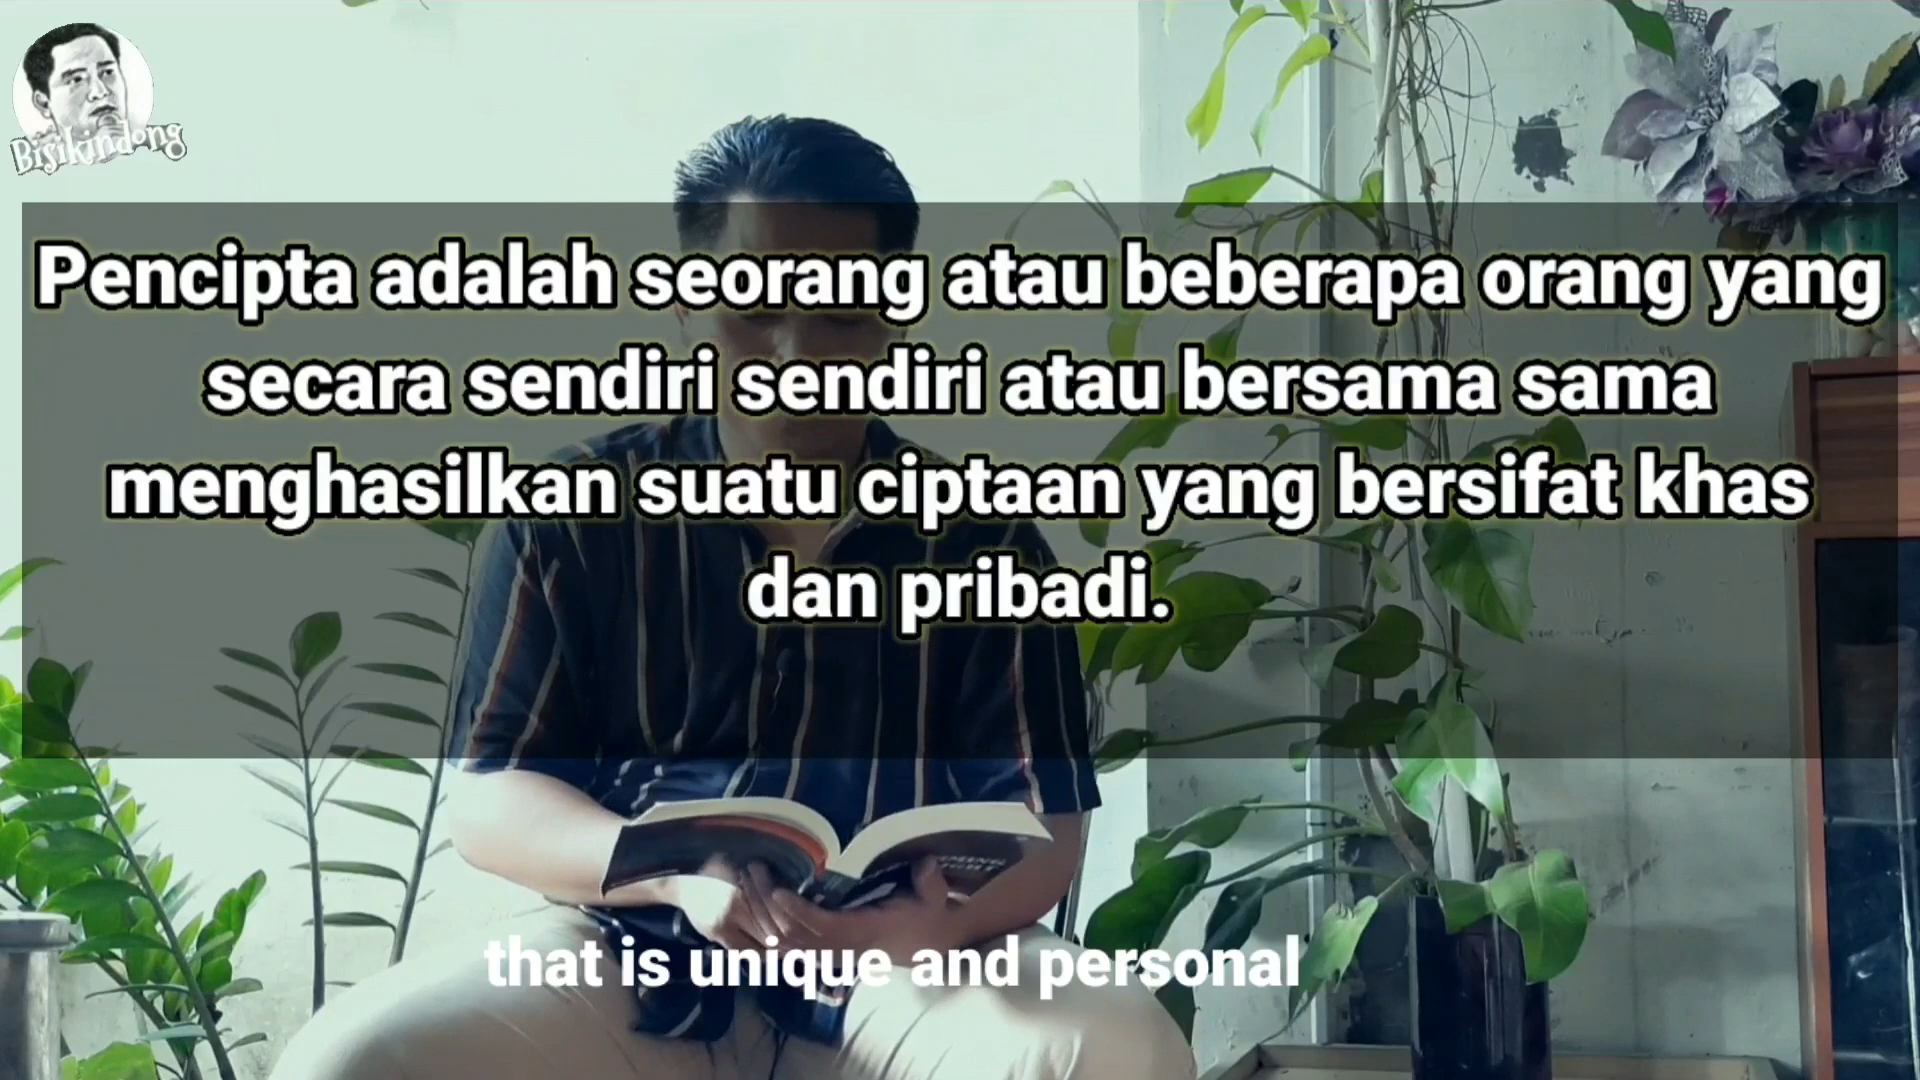 Bisikindong
Pencipta adalah seorang atau beberapa orang yang
secara sendiri sendiri atau bersama sama
menghasilkan suatu ciptaan yang bersifat khas
dan pribadi.
that is unique and personal